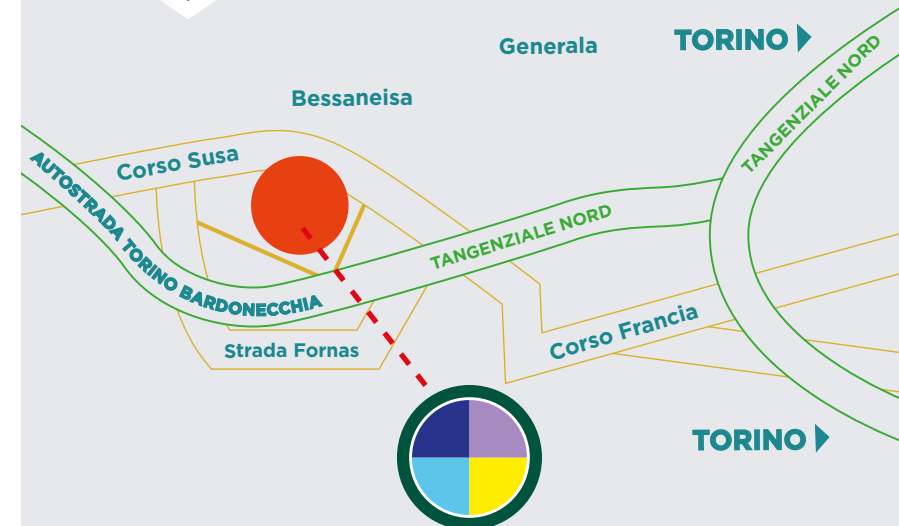 Generala
TORINO
Bessaneisa
TANGENZIALE NORD
Corso Susa
AUTOSTRADA TORINO BARDONECCHIA
TANGENZIALE NORD
Corso Francia
Strada Fornas
TORINO